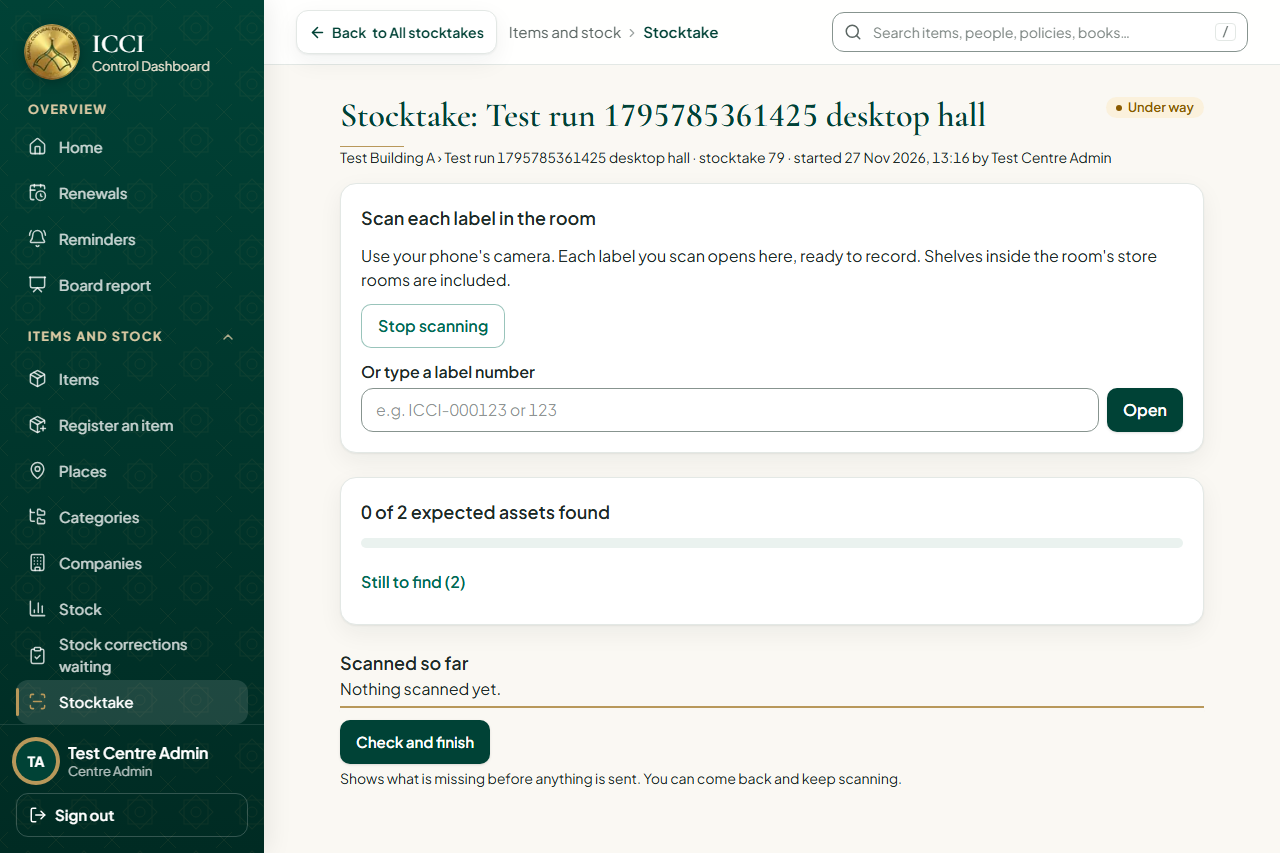 ICCI
Control Dashboard
OVERVIEW
Home
Renewals
Reminders
Board report
ITEMS AND STOCK
Items
Register an item
Places
Categories
Companies
Stock
Stock corrections
waiting
Stocktake
TA
Test Centre Admin
Centre Admin
Sign out
Back to All stocktakes
Items and stock › Stocktake
Search items, people, policies, books…
/
Stocktake: Test run 1795785361425 desktop hall
Under way
Test Building A › Test run 1795785361425 desktop hall · stocktake 79 · started 27 Nov 2026, 13:16 by Test Centre Admin
Scan each label in the room
Use your phone's camera. Each label you scan opens here, ready to record. Shelves inside the room's store
rooms are included.
Stop scanning
Or type a label number
e.g. ICCI-000123 or 123
Open
0 of 2 expected assets found
Still to find (2)
Scanned so far
Nothing scanned yet.
Check and finish
Shows what is missing before anything is sent. You can come back and keep scanning.